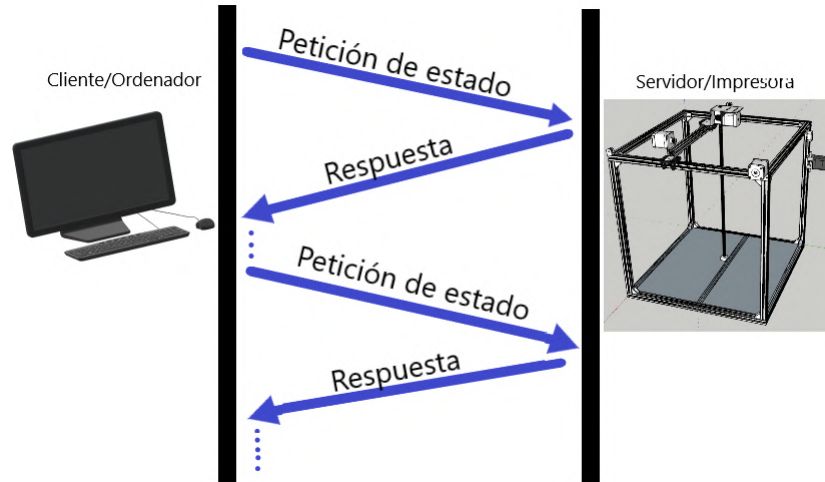 Petición de estado
Cliente/Ordenador
Servidor/Impresora
Respuesta
Petición de estado
Respuesta